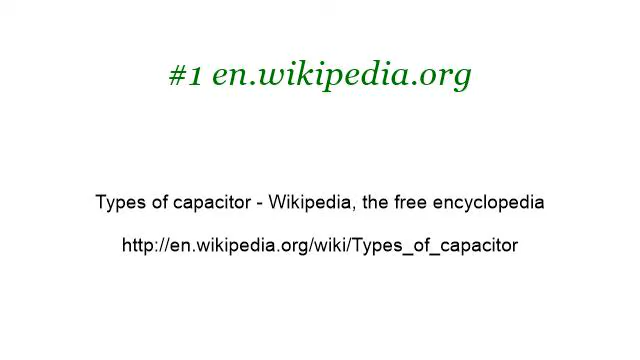 #1 en.wikipedia.org
Types of capacitor - Wikipedia, the free encyclopedia
http://en.wikipedia.org/wiki/Types_of_capacitor